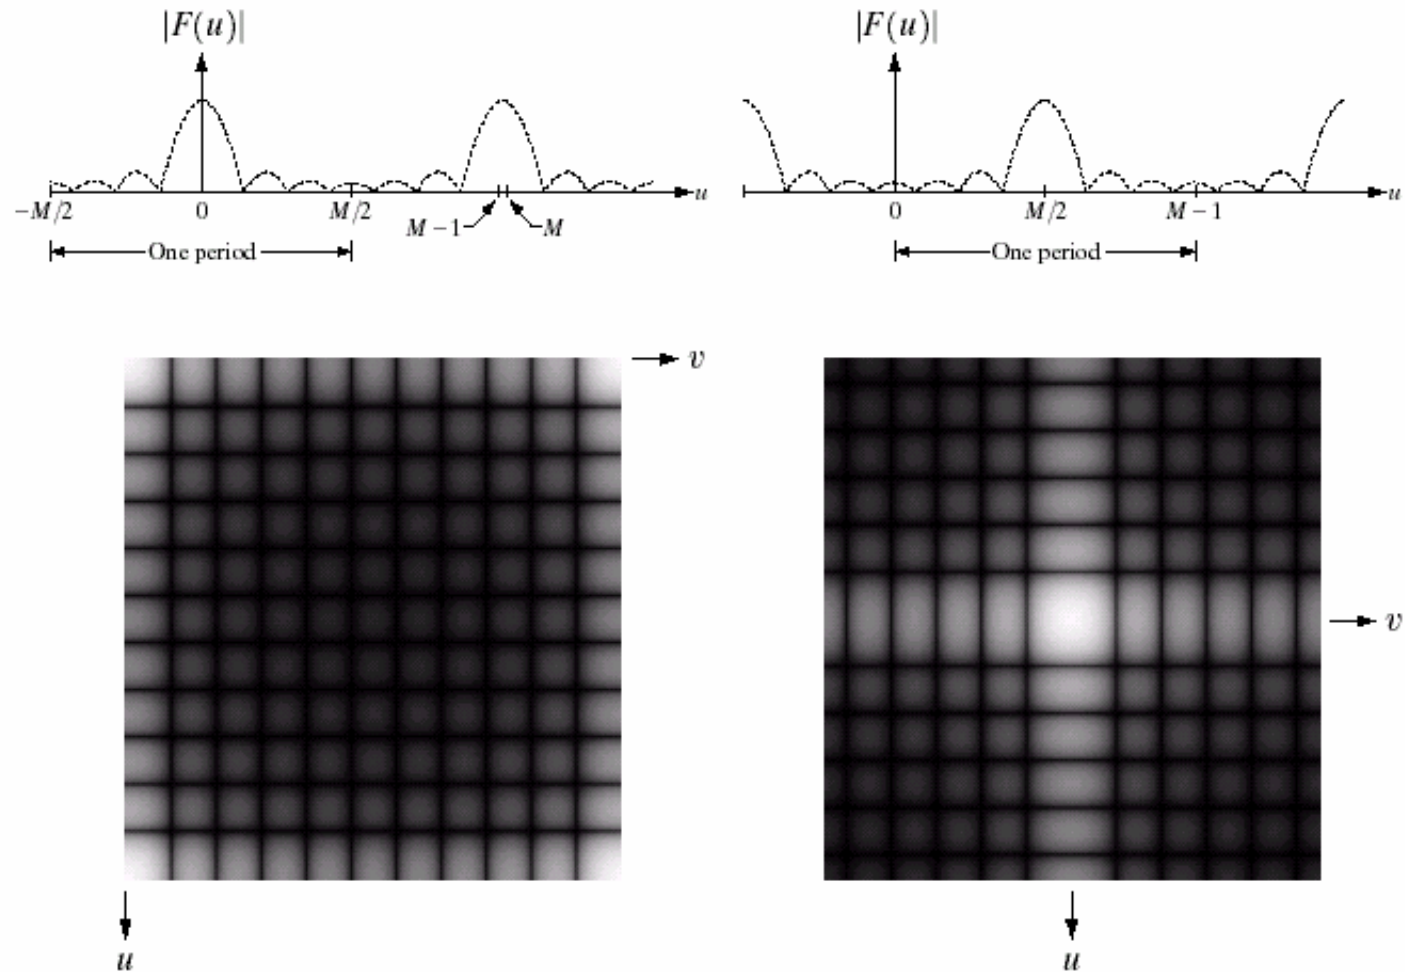 |F(u)|
|F(u)|
−M/2 0 M/2 M − 1 M u
0 M/2 M − 1 u
One period
One period
v
v
u
u